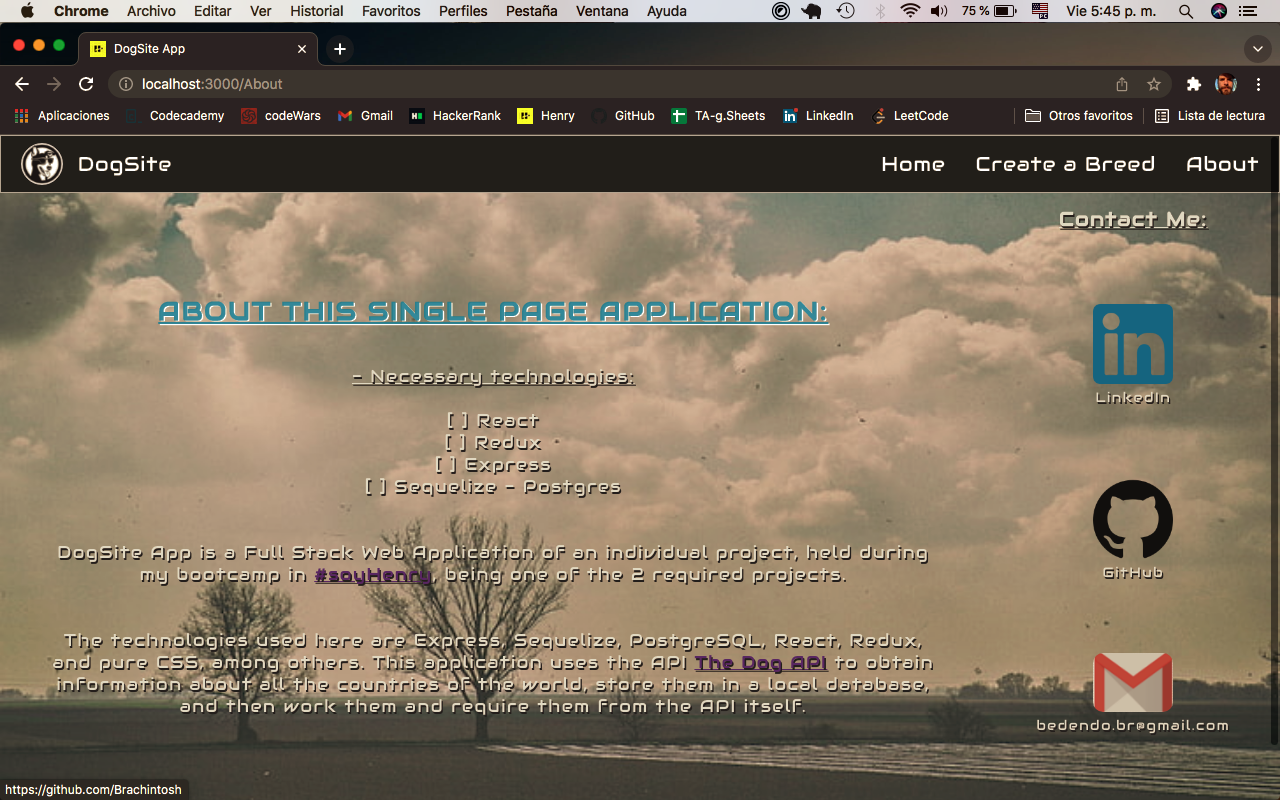 Chrome Archivo Editar Ver Historial Favoritos Perfiles Pestaña Ventana Ayuda 75 % Vie 5:45 p. m.
DogSite App
localhost:3000/About
Aplicaciones Codecademy codeWars Gmail HackerRank Henry GitHub TA-g.Sheets LinkedIn LeetCode Otros favoritos Lista de lectura
DogSite Home Create a Breed About
Contact Me:
ABOUT THIS SINGLE PAGE APPLICATION:
- Necessary technologies:
[ ] React
[ ] Redux
[ ] Express
[ ] Sequelize - Postgres
DogSite App is a Full Stack Web Application of an individual project, held during
my bootcamp in #soyHenry, being one of the 2 required projects.
The technologies used here are Express, Sequelize, PostgreSQL, React, Redux,
and pure CSS, among others. This application uses the API The Dog API to obtain
information about all the countries of the world, store them in a local database,
and then work them and require them from the API itself.
LinkedIn
GitHub
bedendo.br@gmail.com
https://github.com/Brachintosh